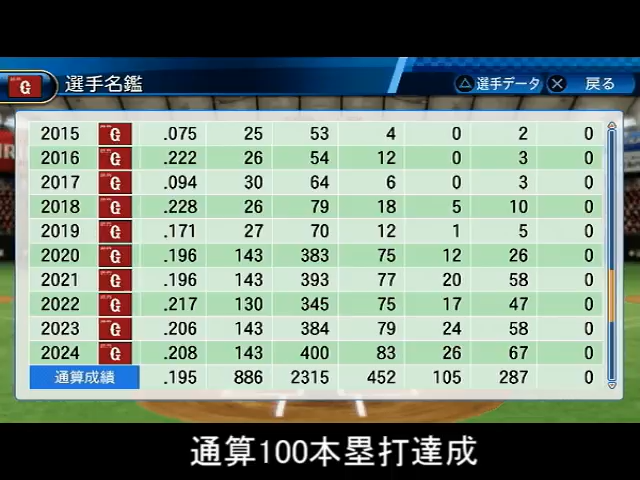 G 選手名鑑 選手データ 戻る
2015 G .075 25 53 4 0 2 0
2016 G .222 26 54 12 0 3 0
2017 G .094 30 64 6 0 3 0
2018 G .228 26 79 18 5 10 0
2019 G .171 27 70 12 1 5 0
2020 G .196 143 383 75 12 26 0
2021 G .196 143 393 77 20 58 0
2022 G .217 130 345 75 17 47 0
2023 G .206 143 384 79 24 58 0
2024 G .208 143 400 83 26 67 0
通算成績 .195 886 2315 452 105 287 0
通算100本塁打達成